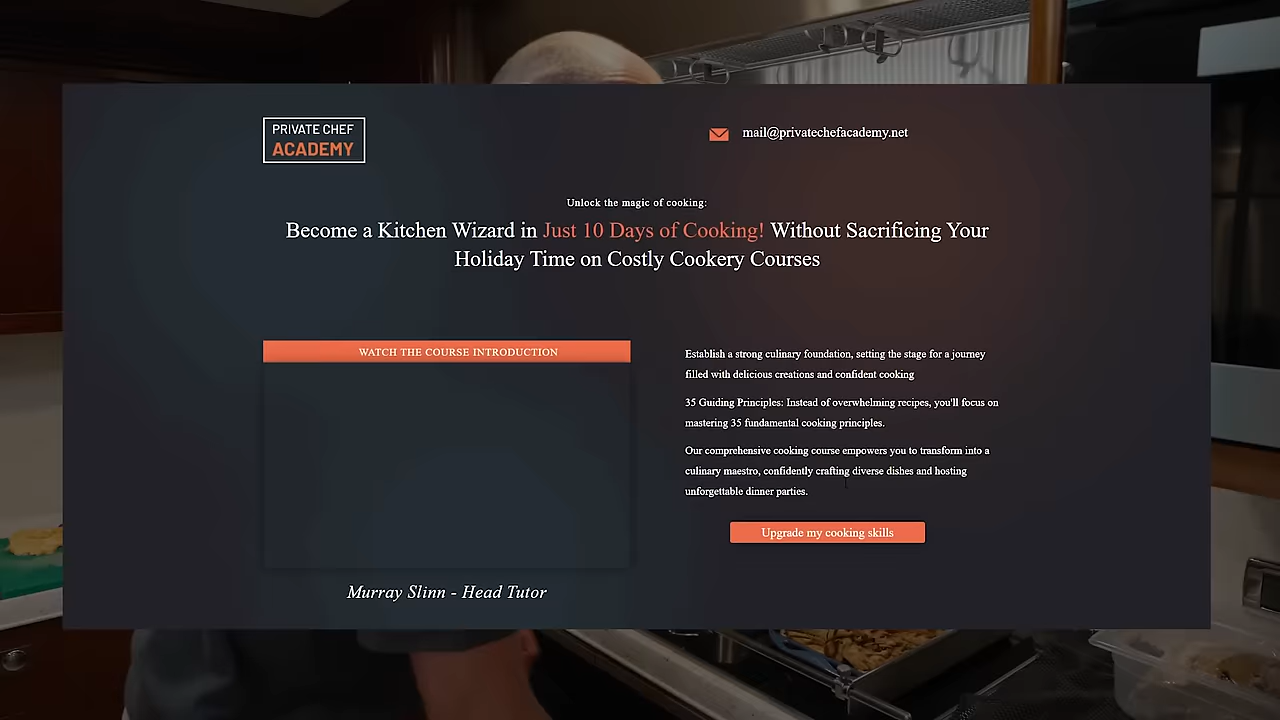 PRIVATE CHEF
ACADEMY
mail@privatechefacademy.net
Unlock the magic of cooking:
Become a Kitchen Wizard in Just 10 Days of Cooking! Without Sacrificing Your
Holiday Time on Costly Cookery Courses
WATCH THE COURSE INTRODUCTION
Murray Slinn - Head Tutor
Establish a strong culinary foundation, setting the stage for a journey
filled with delicious creations and confident cooking
35 Guiding Principles: Instead of overwhelming recipes, you'll focus on
mastering 35 fundamental cooking principles.
Our comprehensive cooking course empowers you to transform into a
culinary maestro, confidently crafting diverse dishes and hosting
unforgettable dinner parties.
Upgrade my cooking skills